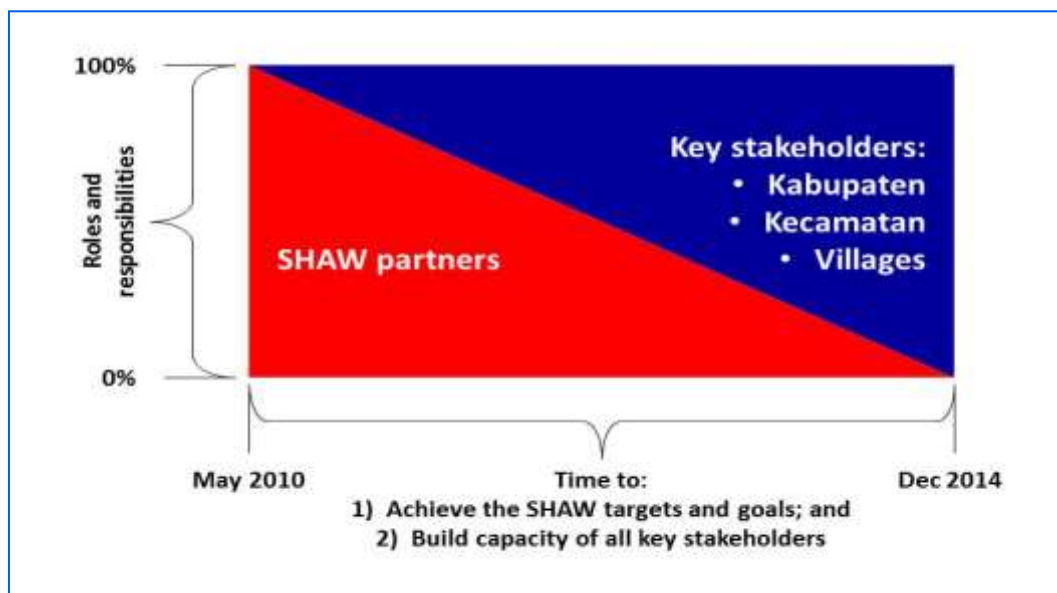 100%
Roles and
responsibilities
0%
SHAW partners
Key stakeholders:
• Kabupaten
• Kecamatan
• Villages
May 2010
Time to:
Dec 2014
1) Achieve the SHAW targets and goals; and
2) Build capacity of all key stakeholders